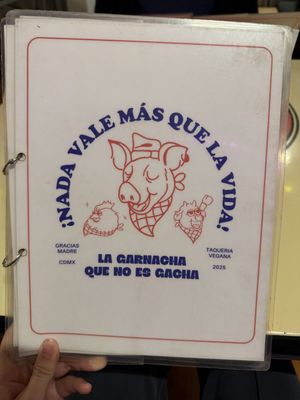 ¡NADA VALE MÁS QUE LA VIDA!
GRACIAS
MADRE
CDMX
TAQUERIA
VEGANA
2025
LA GARNACHA
QUE NO ES GACHA